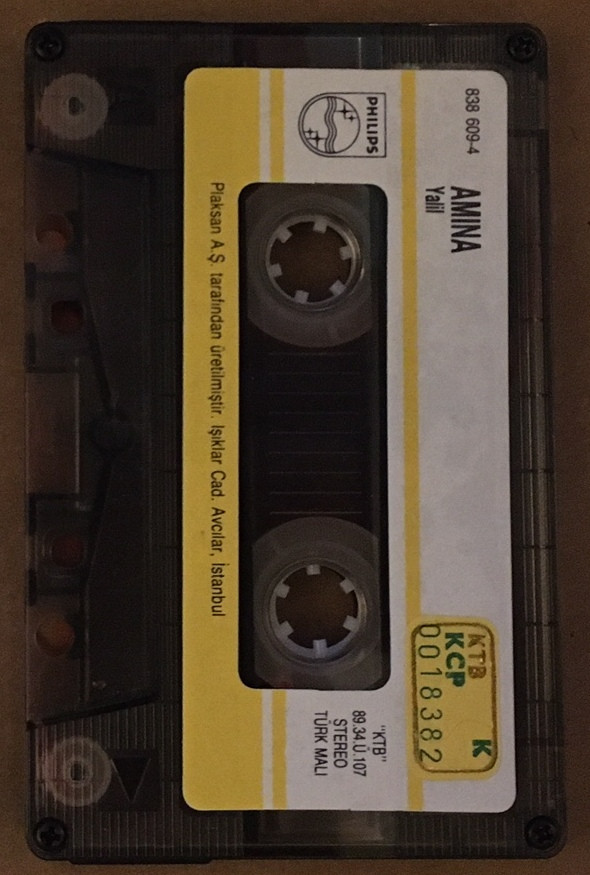 838 609-4
AMINA
Yalil
PHILIPS
KTB K
KCP
0018382
"KTB"
89.34.Ü.107
STEREO
TÜRK MALI
Plaksan A.Ş. tarafından üretilmiştir. Işıklar Cad. Avcılar, İstanbul